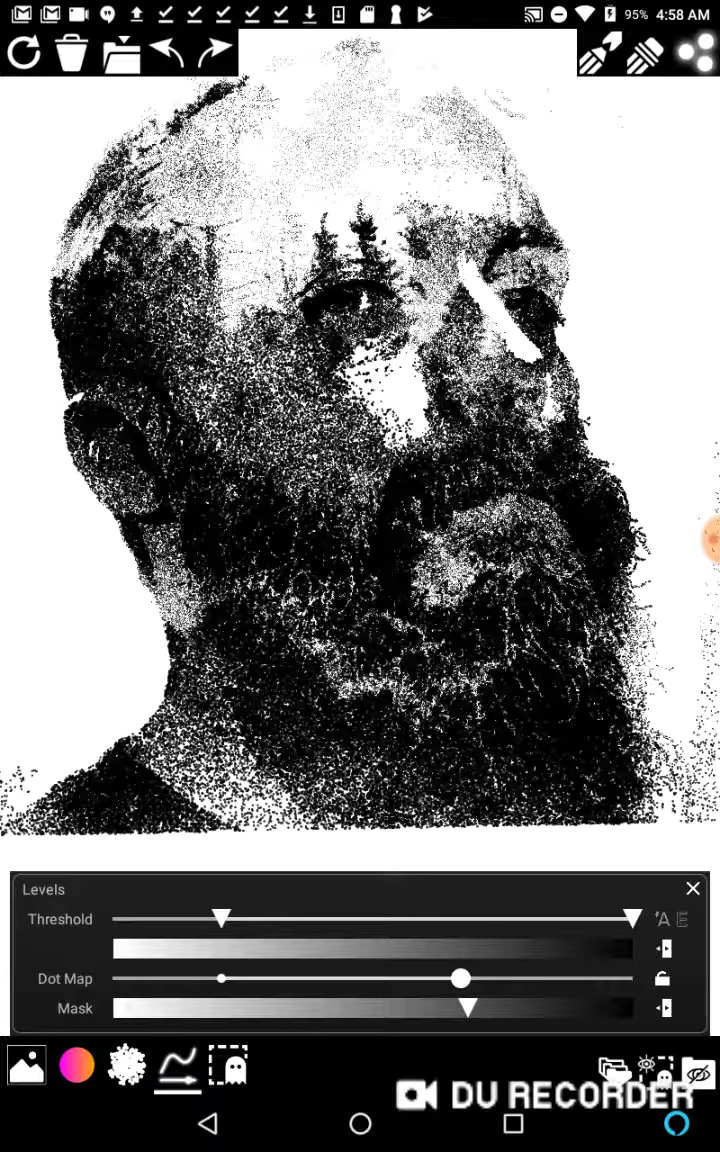 95% 4:58 AM
Levels
Threshold A E
Dot Map
Mask
DU RECORDER